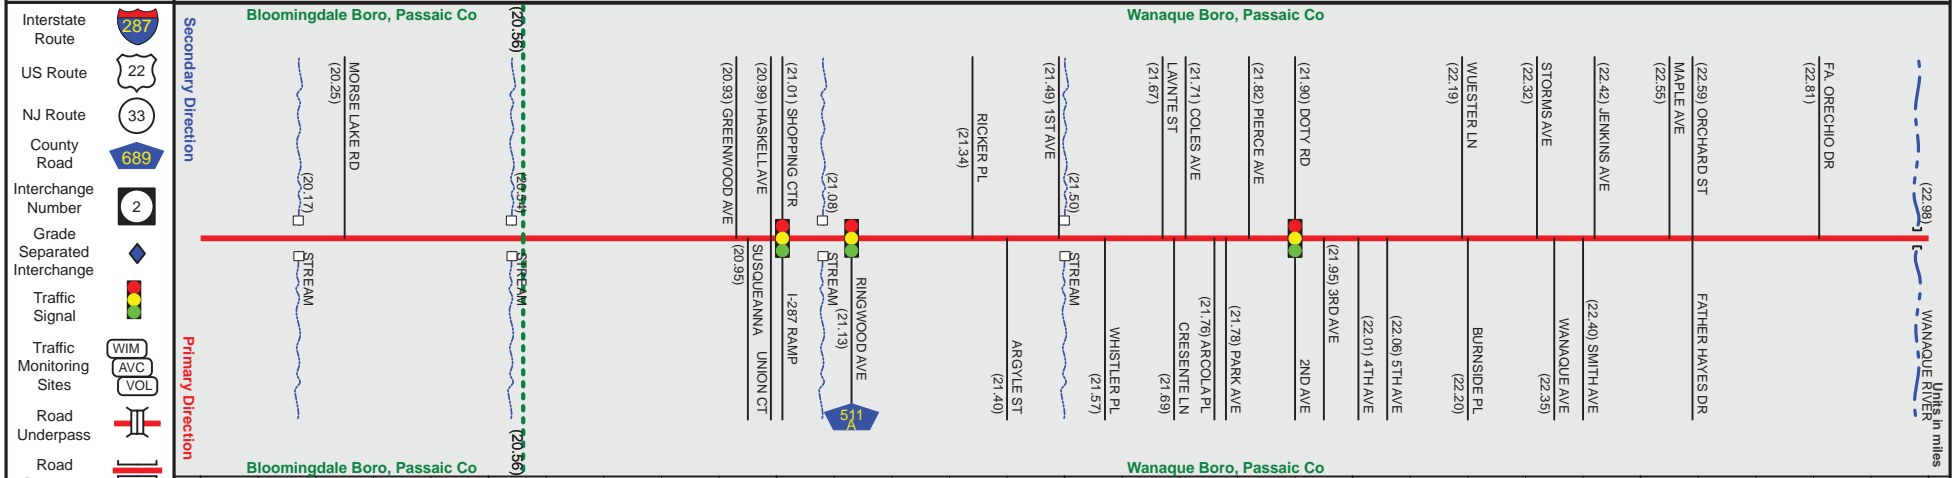 Interstate
Route
287
US Route
22
NJ Route
33
County
Road
689
Interchange
Number
2
Grade
Separated
Interchange
Traffic
Signal
Traffic
Monitoring
Sites
WIM
AVC
VOL
Road
Underpass
Road
Secondary Direction
Primary Direction
Bloomingdale Boro, Passaic Co
(20.56)
Wanaque Boro, Passaic Co
(20.17)
STREAM
MORSE LAKE RD
(20.25)
(20.54)
STREAM
(20.93) GREENWOOD AVE
SUSQUEANNA
(20.95)
(20.99) HASKELL AVE
UNION CT
(21.01) SHOPPING CTR
I-287 RAMP
(21.08)
STREAM
RINGWOOD AVE
(21.13)
511
A
RICKER PL
(21.34)
ARGYLE ST
(21.40)
(21.49) 1ST AVE
(21.50)
STREAM
WHISTLER PL
(21.57)
LAVNTE ST
(21.67)
CRESENTE LN
(21.69)
(21.71) COLES AVE
(21.76) ARCOLA PL
(21.78) PARK AVE
(21.82) PIERCE AVE
(21.90) DOTY RD
2ND AVE
(21.95) 3RD AVE
(22.01) 4TH AVE
(22.06) 5TH AVE
WUESTER LN
(22.19)
BURNSIDE PL
(22.20)
STORMS AVE
(22.32)
WANAQUE AVE
(22.35)
(22.40) SMITH AVE
(22.42) JENKINS AVE
MAPLE AVE
(22.55)
(22.59) ORCHARD ST
FATHER HAYES DR
FA. ORECHIO DR
(22.81)
(22.98)
WANAQUE RIVER
Units in miles
Bloomingdale Boro, Passaic Co
(20.56)
Wanaque Boro, Passaic Co